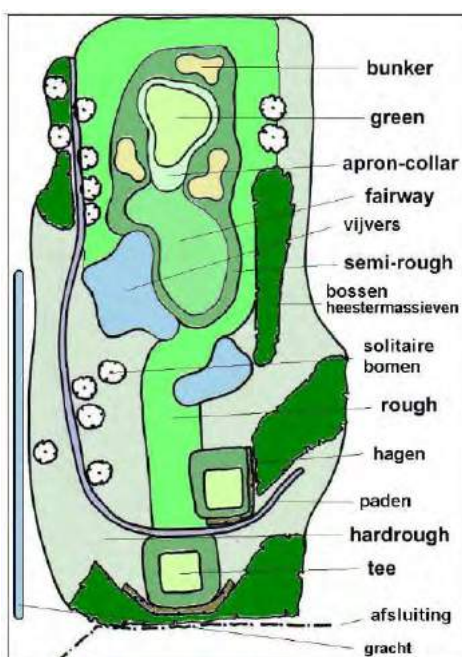 bunker
green
apron-collar
fairway
vijvers
semi-rough
bossen
heestermassieven
solitaire
bomen
rough
hagen
paden
hardrough
tee
afsluiting
gracht